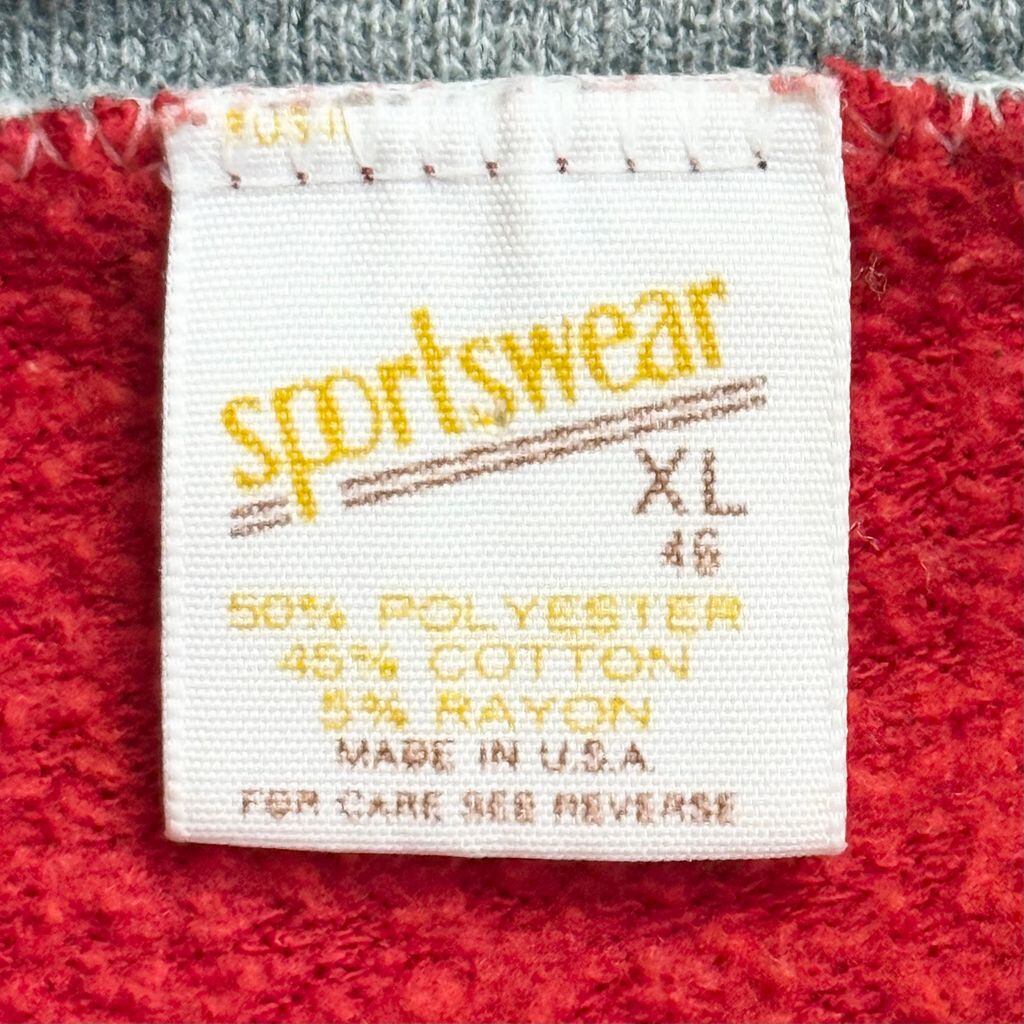 sportswear
XL
46
50% POLYESTER
45% COTTON
5% RAYON
MADE IN U.S.A.
FOR CARE SEE REVERSE